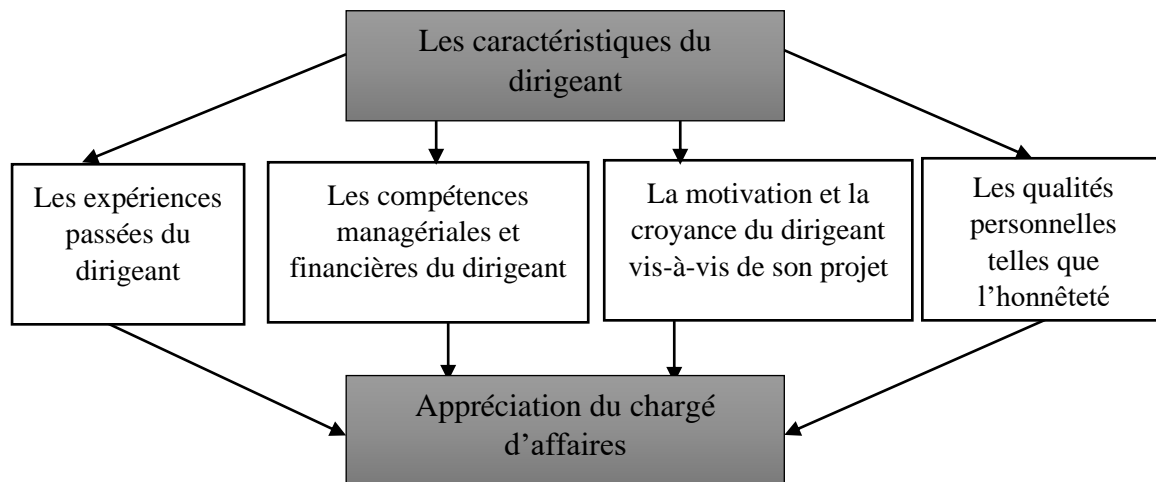 Les caractéristiques du
dirigeant
Les expériences
passées du
dirigeant
Les compétences
managériales et
financières du dirigeant
La motivation et la
croyance du dirigeant
vis-à-vis de son projet
Les qualités
personnelles
telles que
l’honnêteté
Appréciation du chargé
d’affaires